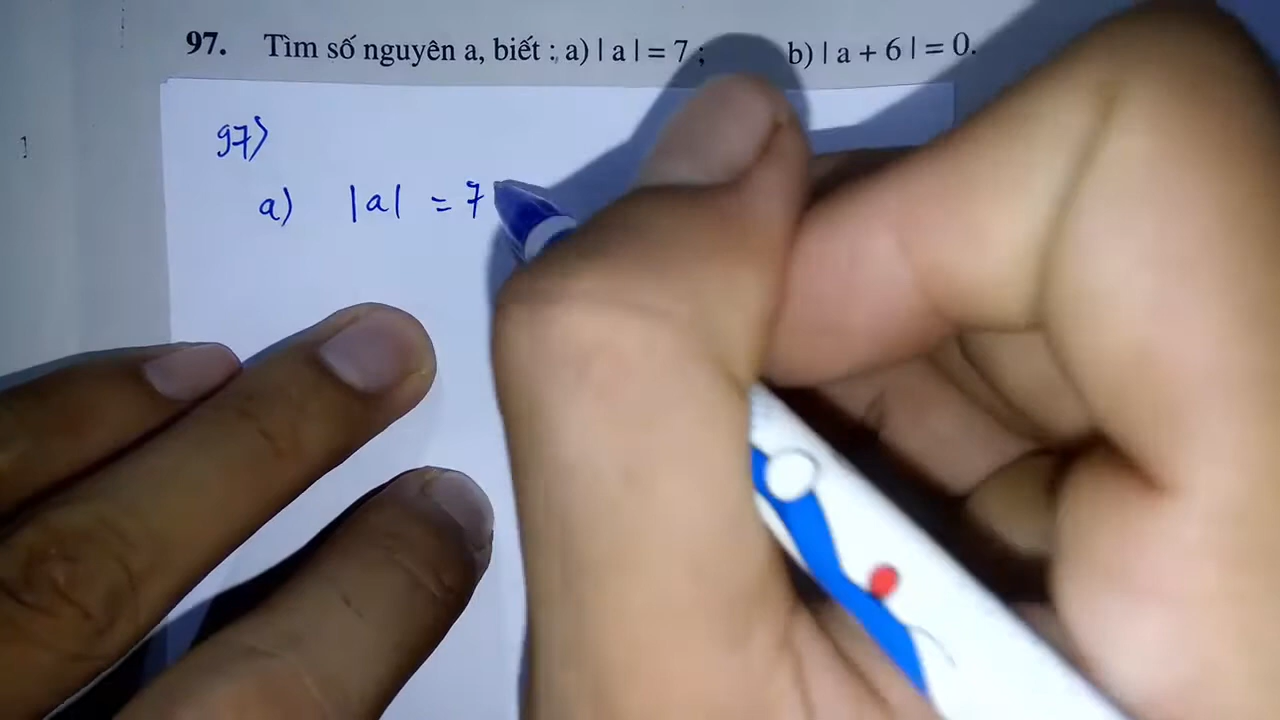 97. Tìm số nguyên a, biết : a) | a | = 7 ; b) | a + 6 | = 0.
97)
a) |a| = 7